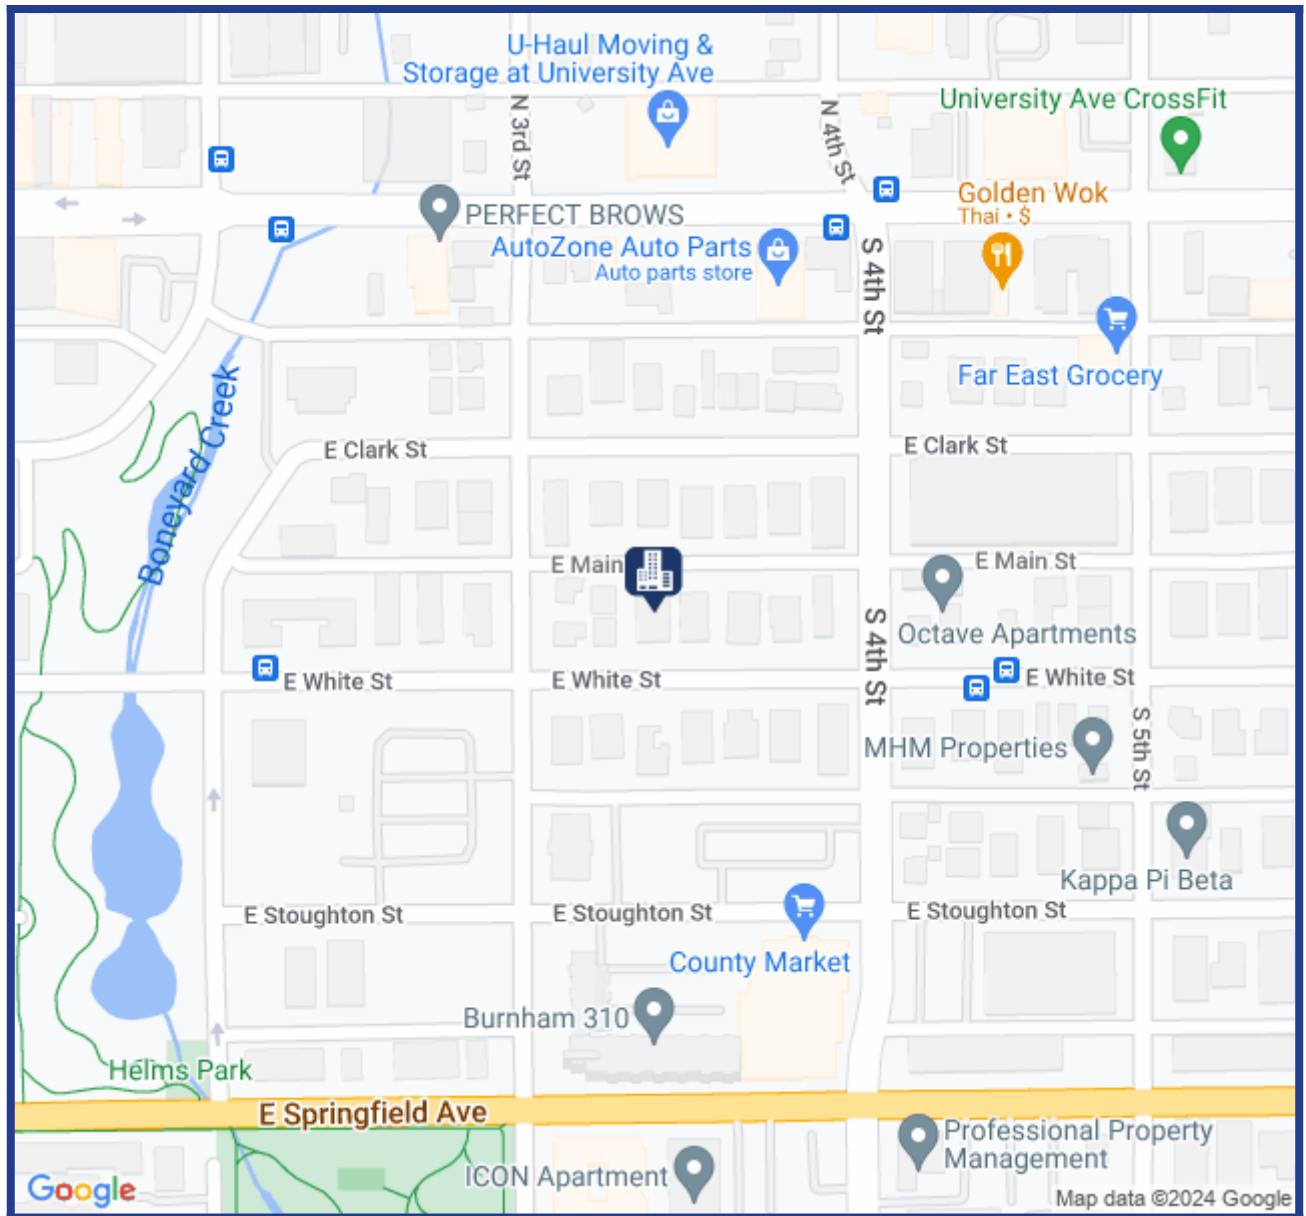 U-Haul Moving &
Storage at University Ave
N 3rd St
N 4th St
University Ave CrossFit
Golden Wok
Thai • $
PERFECT BROWS
AutoZone Auto Parts
Auto parts store
S 4th St
Far East Grocery
Boneyard Creek
E Clark St
E Clark St
E Main
E Main St
Octave Apartments
S 4th St
E White St
E White St
E White St
S 5th St
MHM Properties
Kappa Pi Beta
E Stoughton St
E Stoughton St
E Stoughton St
County Market
Burnham 310
Helms Park
E Springfield Ave
Professional Property
Management
ICON Apartment
Google
Map data ©2024 Google